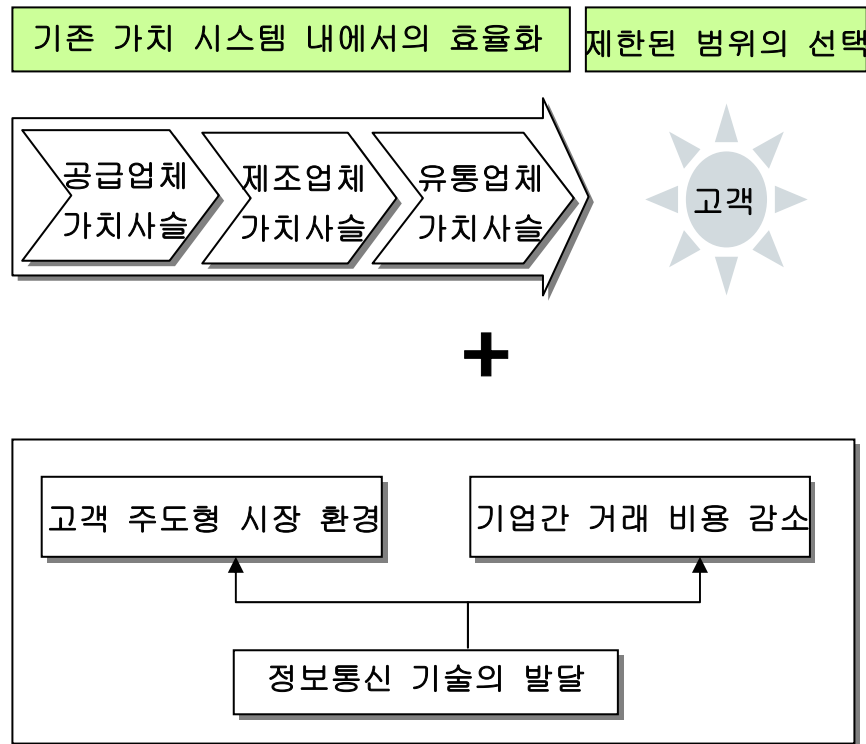 기존 가치 시스템 내에서의 효율화
제한된 범위의 선택
공급업체
가치사슬
제조업체
가치사슬
유통업체
가치사슬
고객
+
고객 주도형 시장 환경
기업간 거래 비용 감소
정보통신 기술의 발달